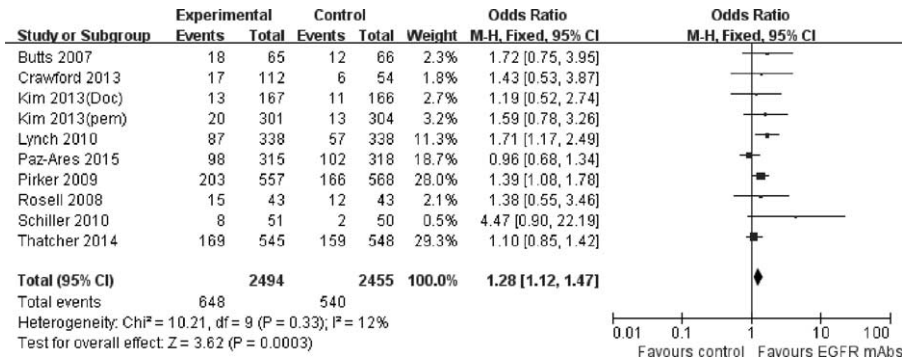 Experimental Control Odds Ratio Odds Ratio
Study or Subgroup Events Total Events Total Weight M-H, Fixed, 95% CI M-H, Fixed, 95% CI
Butts 2007 18 65 12 66 2.3% 1.72 [0.75, 3.95]
Crawford 2013 17 112 6 54 1.8% 1.43 [0.53, 3.87]
Kim 2013(Doc) 13 167 11 166 2.7% 1.19 [0.52, 2.74]
Kim 2013(pem) 20 301 13 304 3.2% 1.59 [0.78, 3.26]
Lynch 2010 87 338 57 338 11.3% 1.71 [1.17, 2.49]
Paz-Ares 2015 98 315 102 318 18.7% 0.96 [0.68, 1.34]
Pirker 2009 203 557 166 568 28.0% 1.39 [1.08, 1.78]
Rosell 2008 15 43 12 43 2.1% 1.38 [0.55, 3.46]
Schiller 2010 8 51 2 50 0.5% 4.47 [0.90, 22.19]
Thatcher 2014 169 545 159 548 29.3% 1.10 [0.85, 1.42]
Total (95% CI) 2494 2455 100.0% 1.28 [1.12, 1.47]
Total events 648 540
Heterogeneity: Chi² = 10.21, df = 9 (P = 0.33); I² = 12%
Test for overall effect: Z = 3.62 (P = 0.0003)
0.01 0.1 1 10 100
Favours control Favours EGFR mAbs